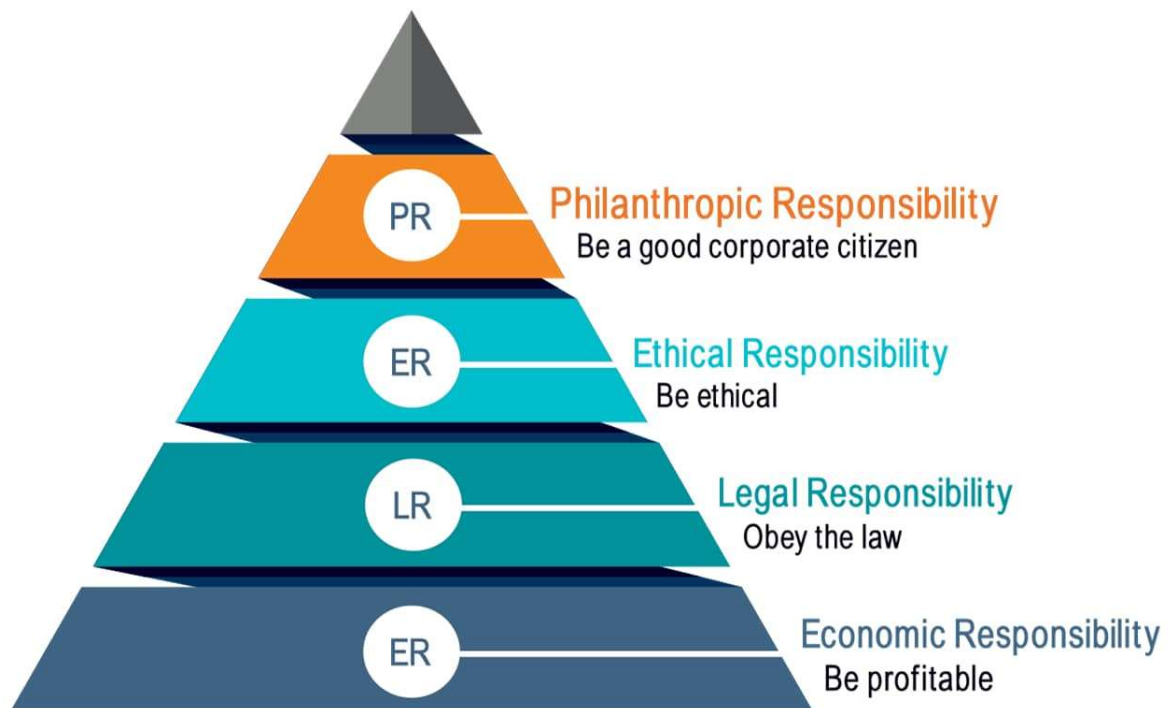 PR
Philanthropic Responsibility
Be a good corporate citizen
ER
Ethical Responsibility
Be ethical
LR
Legal Responsibility
Obey the law
ER
Economic Responsibility
Be profitable